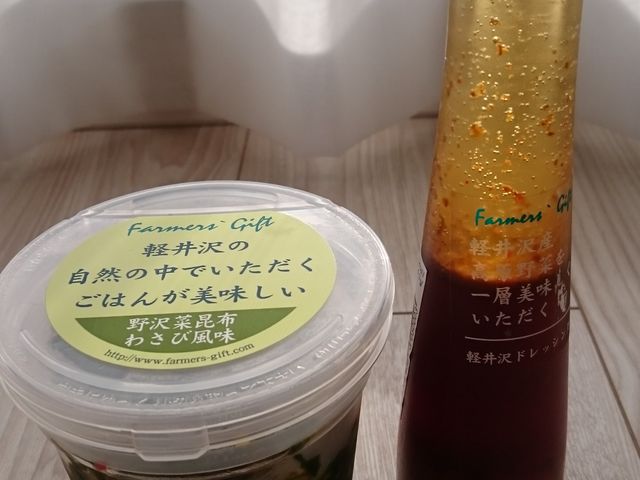 Farmers` Gift
軽井沢の
自然の中でいただく
ごはんが美味しい
野沢菜昆布
わさび風味
http://www.farmers-gift.com
Farmers` Gift
軽井沢産
高原野菜を
一層美味し
いただく
軽井沢ドレッシン